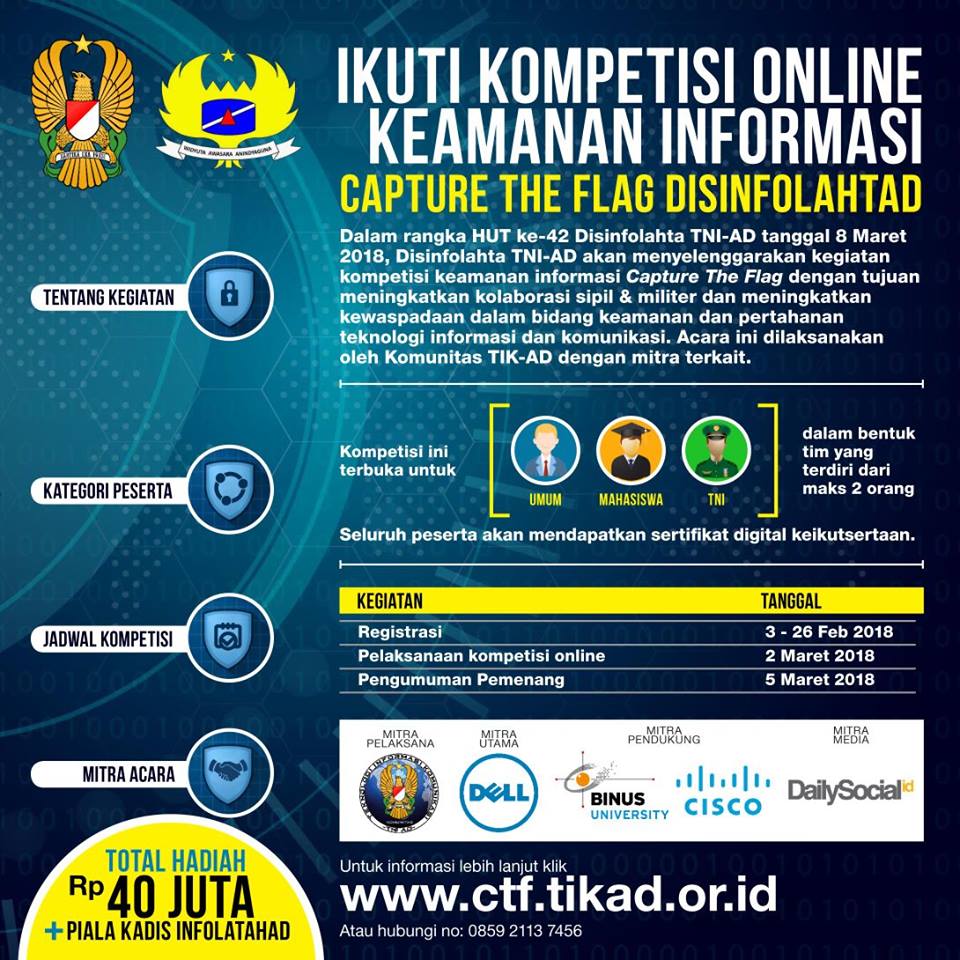 KARTIKA EKA PAKSI
WIDHUTA AWASARA ANINDYAGUNA
IKUTI KOMPETISI ONLINE
KEAMANAN INFORMASI
CAPTURE THE FLAG DISINFOLAHTAD
TENTANG KEGIATAN
Dalam rangka HUT ke-42 Disinfolahta TNI-AD tanggal 8 Maret
2018, Disinfolahta TNI-AD akan menyelenggarakan kegiatan
kompetisi keamanan informasi Capture The Flag dengan tujuan
meningkatkan kolaborasi sipil & militer dan meningkatkan
kewaspadaan dalam bidang keamanan dan pertahanan
teknologi informasi dan komunikasi. Acara ini dilaksanakan
oleh Komunitas TIK-AD dengan mitra terkait.
KATEGORI PESERTA
Kompetisi ini
terbuka untuk
UMUM
MAHASISWA
TNI
dalam bentuk
tim yang
terdiri dari
maks 2 orang
Seluruh peserta akan mendapatkan sertifikat digital keikutsertaan.
JADWAL KOMPETISI
KEGIATAN TANGGAL
Registrasi 3 - 26 Feb 2018
Pelaksanaan kompetisi online 2 Maret 2018
Pengumuman Pemenang 5 Maret 2018
MITRA ACARA
MITRA
PELAKSANA
TEKNOLOGI INFORMASI KOMUNIKASI
MITRA
UTAMA
DELL
MITRA
PENDUKUNG
BINUS
UNIVERSITY
CISCO
MITRA
MEDIA
DailySocial.id
TOTAL HADIAH
Rp 40 JUTA
+ PIALA KADIS INFOLATAHAD
Untuk informasi lebih lanjut klik
www.ctf.tikad.or.id
Atau hubungi no: 0859 2113 7456